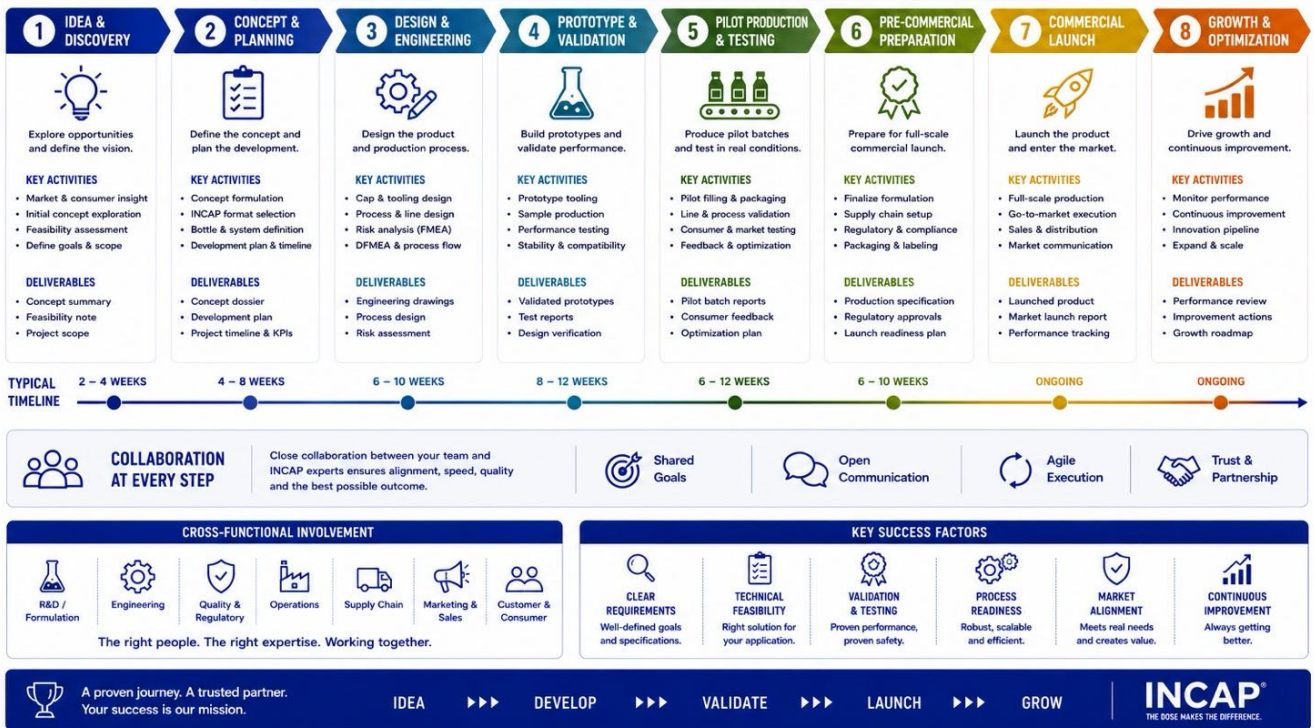 1 IDEA &
DISCOVERY
2 CONCEPT &
PLANNING
3 DESIGN &
ENGINEERING
4 PROTOTYPE &
VALIDATION
5 PILOT PRODUCTION
& TESTING
6 PRE-COMMERCIAL
PREPARATION
7 COMMERCIAL
LAUNCH
8 GROWTH &
OPTIMIZATION
Explore opportunities
and define the vision.
KEY ACTIVITIES
• Market & consumer insight
• Initial concept exploration
• Feasibility assessment
• Define goals & scope
DELIVERABLES
• Concept summary
• Feasibility note
• Project scope
Define the concept and
plan the development.
KEY ACTIVITIES
• Concept formulation
• INCAP format selection
• Bottle & system definition
• Development plan & timeline
DELIVERABLES
• Concept dossier
• Development plan
• Project timeline & KPIs
Design the product
and production process.
KEY ACTIVITIES
• Cap & tooling design
• Process & line design
• Risk analysis (FMEA)
• DFMEA & process flow
DELIVERABLES
• Engineering drawings
• Process design
• Risk assessment
Build prototypes and
validate performance.
KEY ACTIVITIES
• Prototype tooling
• Sample production
• Performance testing
• Stability & compatibility
DELIVERABLES
• Validated prototypes
• Test reports
• Design verification
Produce pilot batches
and test in real conditions.
KEY ACTIVITIES
• Pilot filling & packaging
• Line & process validation
• Consumer & market testing
• Feedback & optimization
DELIVERABLES
• Pilot batch reports
• Consumer feedback
• Optimization plan
Prepare for full-scale
commercial launch.
KEY ACTIVITIES
• Finalize formulation
• Supply chain setup
• Regulatory & compliance
• Packaging & labeling
DELIVERABLES
• Production specification
• Regulatory approvals
• Launch readiness plan
Launch the product
and enter the market.
KEY ACTIVITIES
• Full-scale production
• Go-to-market execution
• Sales & distribution
• Market communication
DELIVERABLES
• Launched product
• Market launch report
• Performance tracking
Drive growth and
continuous improvement.
KEY ACTIVITIES
• Monitor performance
• Continuous improvement
• Innovation pipeline
• Expand & scale
DELIVERABLES
• Performance review
• Improvement actions
• Growth roadmap
TYPICAL
TIMELINE
2 – 4 WEEKS
4 – 8 WEEKS
6 – 10 WEEKS
8 – 12 WEEKS
6 – 12 WEEKS
6 – 10 WEEKS
ONGOING
ONGOING
COLLABORATION
AT EVERY STEP
Close collaboration between your team and
INCAP experts ensures alignment, speed, quality
and the best possible outcome.
Shared
Goals
Open
Communication
Agile
Execution
Trust &
Partnership
CROSS-FUNCTIONAL INVOLVEMENT
R&D /
Formulation
Engineering
Quality &
Regulatory
Operations
Supply Chain
Marketing &
Sales
Customer &
Consumer
The right people. The right expertise. Working together.
KEY SUCCESS FACTORS
CLEAR
REQUIREMENTS
Well-defined goals
and specifications.
TECHNICAL
FEASIBILITY
Right solution for
your application.
VALIDATION
& TESTING
Proven performance,
proven safety.
PROCESS
READINESS
Robust, scalable
and efficient.
MARKET
ALIGNMENT
Meets real needs
and creates value.
CONTINUOUS
IMPROVEMENT
Always getting
better.
A proven journey. A trusted partner.
Your success is our mission.
IDEA
DEVELOP
VALIDATE
LAUNCH
GROW
INCAP®
THE DOSE MAKES THE DIFFERENCE.